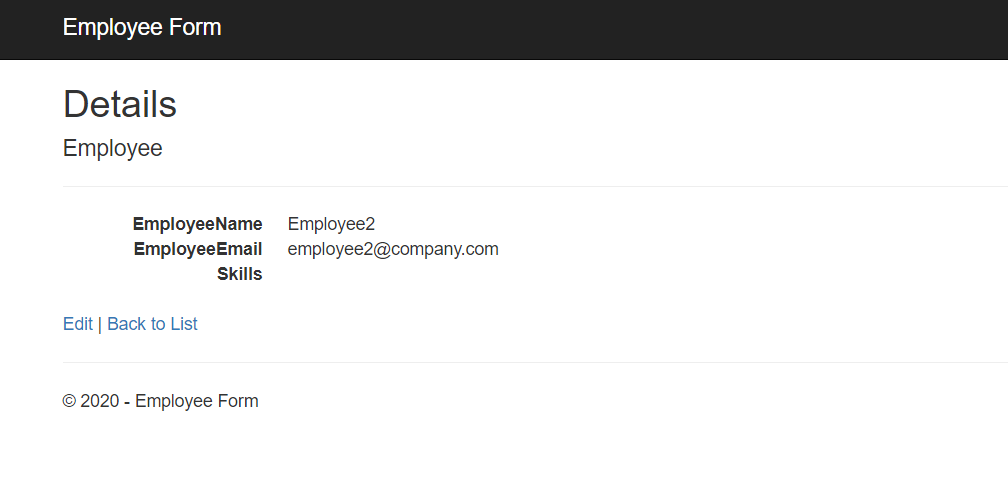 Employee Form
Details
Employee
EmployeeName Employee2
EmployeeEmail employee2@company.com
Skills
Edit | Back to List
© 2020 - Employee Form